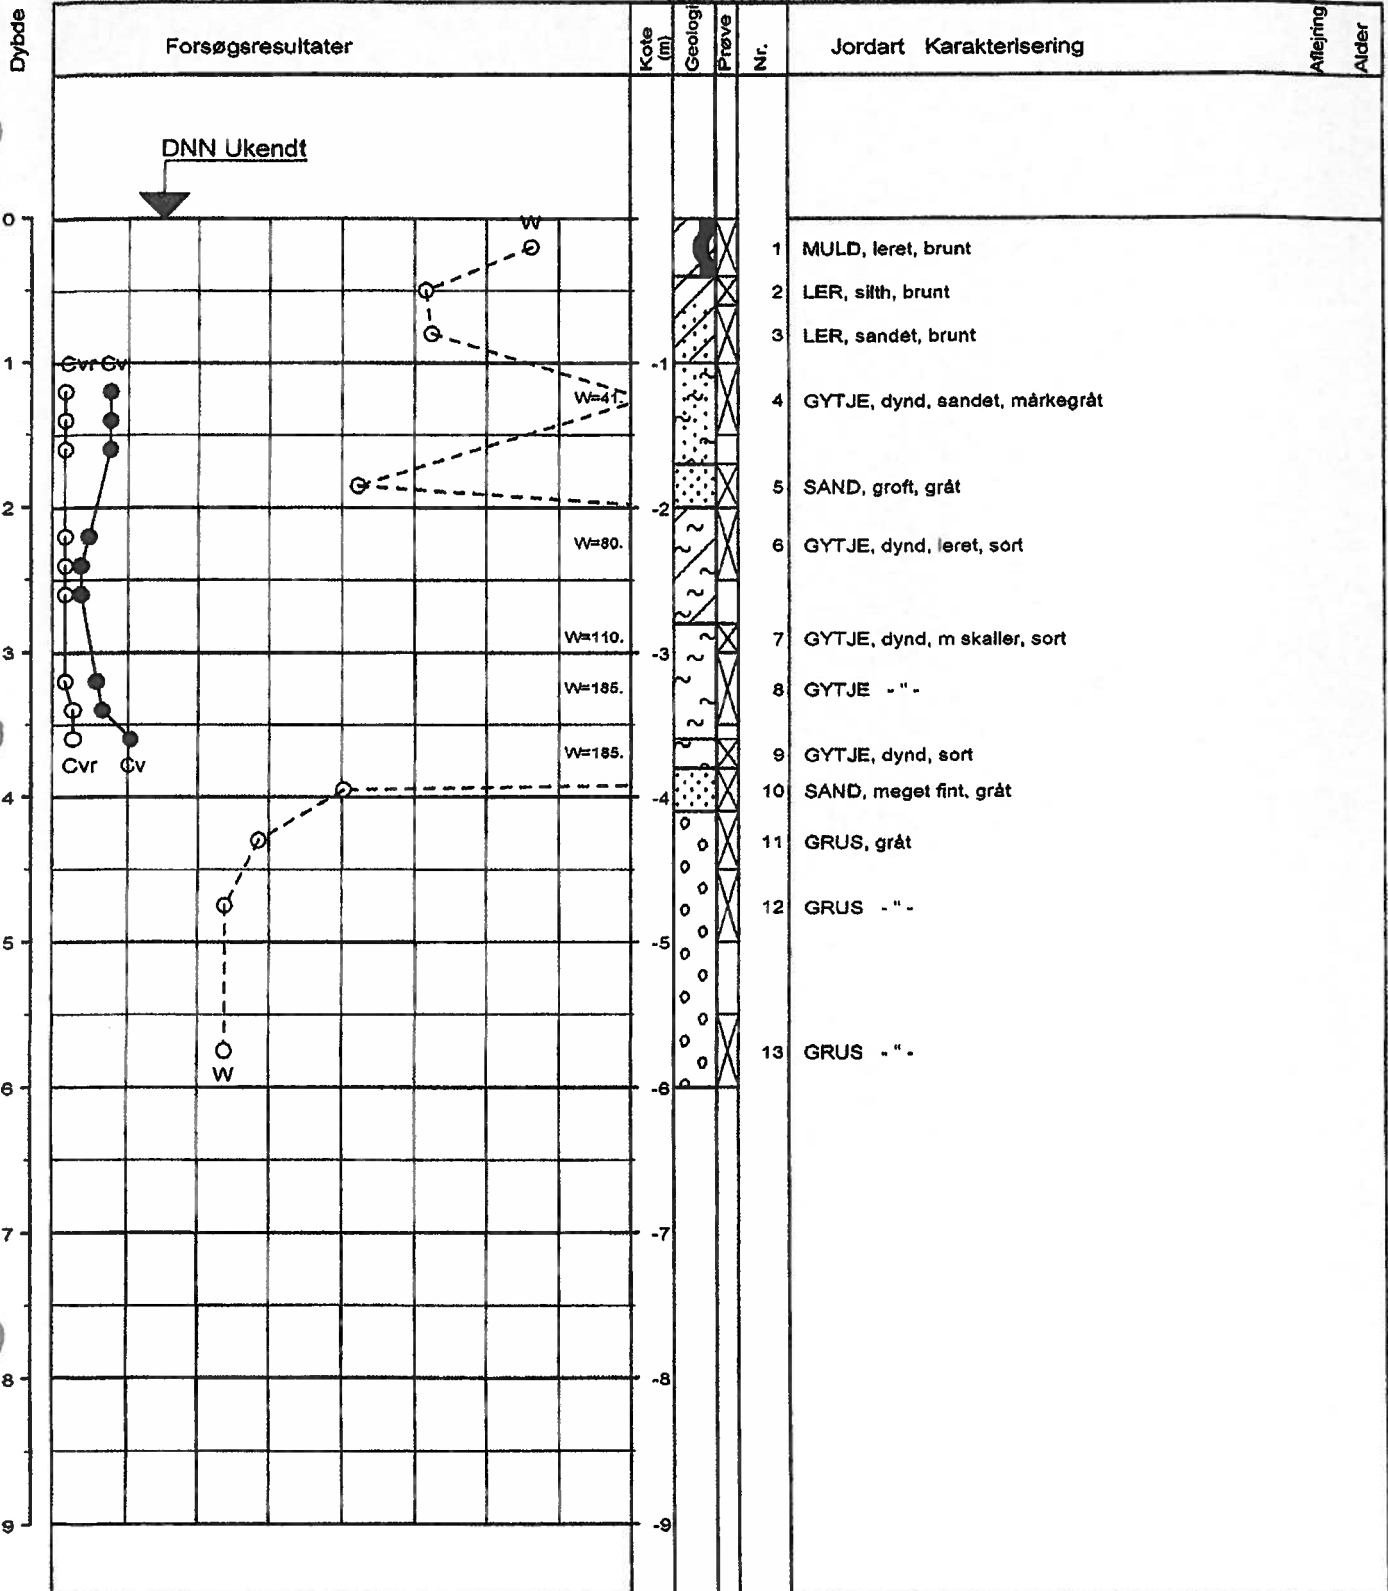 Dybde Forsøgsresultater Kote (m) Geologi Prøve Nr. Jordart Karakterisering Aflejring Alder
DNN Ukendt
0 W
1 MULD, leret, brunt
2 LER, silth, brunt
3 LER, sandet, brunt
1 Cvr Cv -1
W=41. 4 GYTJE, dynd, sandet, mårkegråt
5 SAND, groft, gråt
2 -2
W=80. 6 GYTJE, dynd, leret, sort
W=110. 7 GYTJE, dynd, m skaller, sort
3 -3
W=185. 8 GYTJE - " -
W=185. 9 GYTJE, dynd, sort
Cvr Cv
10 SAND, meget fint, gråt
4 -4
11 GRUS, gråt
12 GRUS - " -
5 -5
13 GRUS - " -
W
6 -6
7 -7
8 -8
9 -9